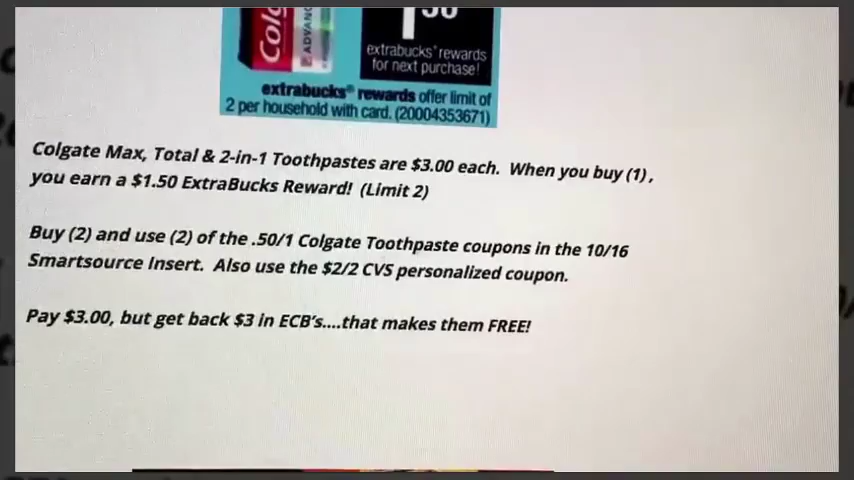 Colg
ADVANC
extrabucks® rewards
for next purchase!
extrabucks® rewards offer limit of
2 per household with card. (20004353671)
Colgate Max, Total & 2-in-1 Toothpastes are $3.00 each. When you buy (1),
you earn a $1.50 ExtraBucks Reward! (Limit 2)
Buy (2) and use (2) of the .50/1 Colgate Toothpaste coupons in the 10/16
Smartsource Insert. Also use the $2/2 CVS personalized coupon.
Pay $3.00, but get back $3 in ECB's....that makes them FREE!